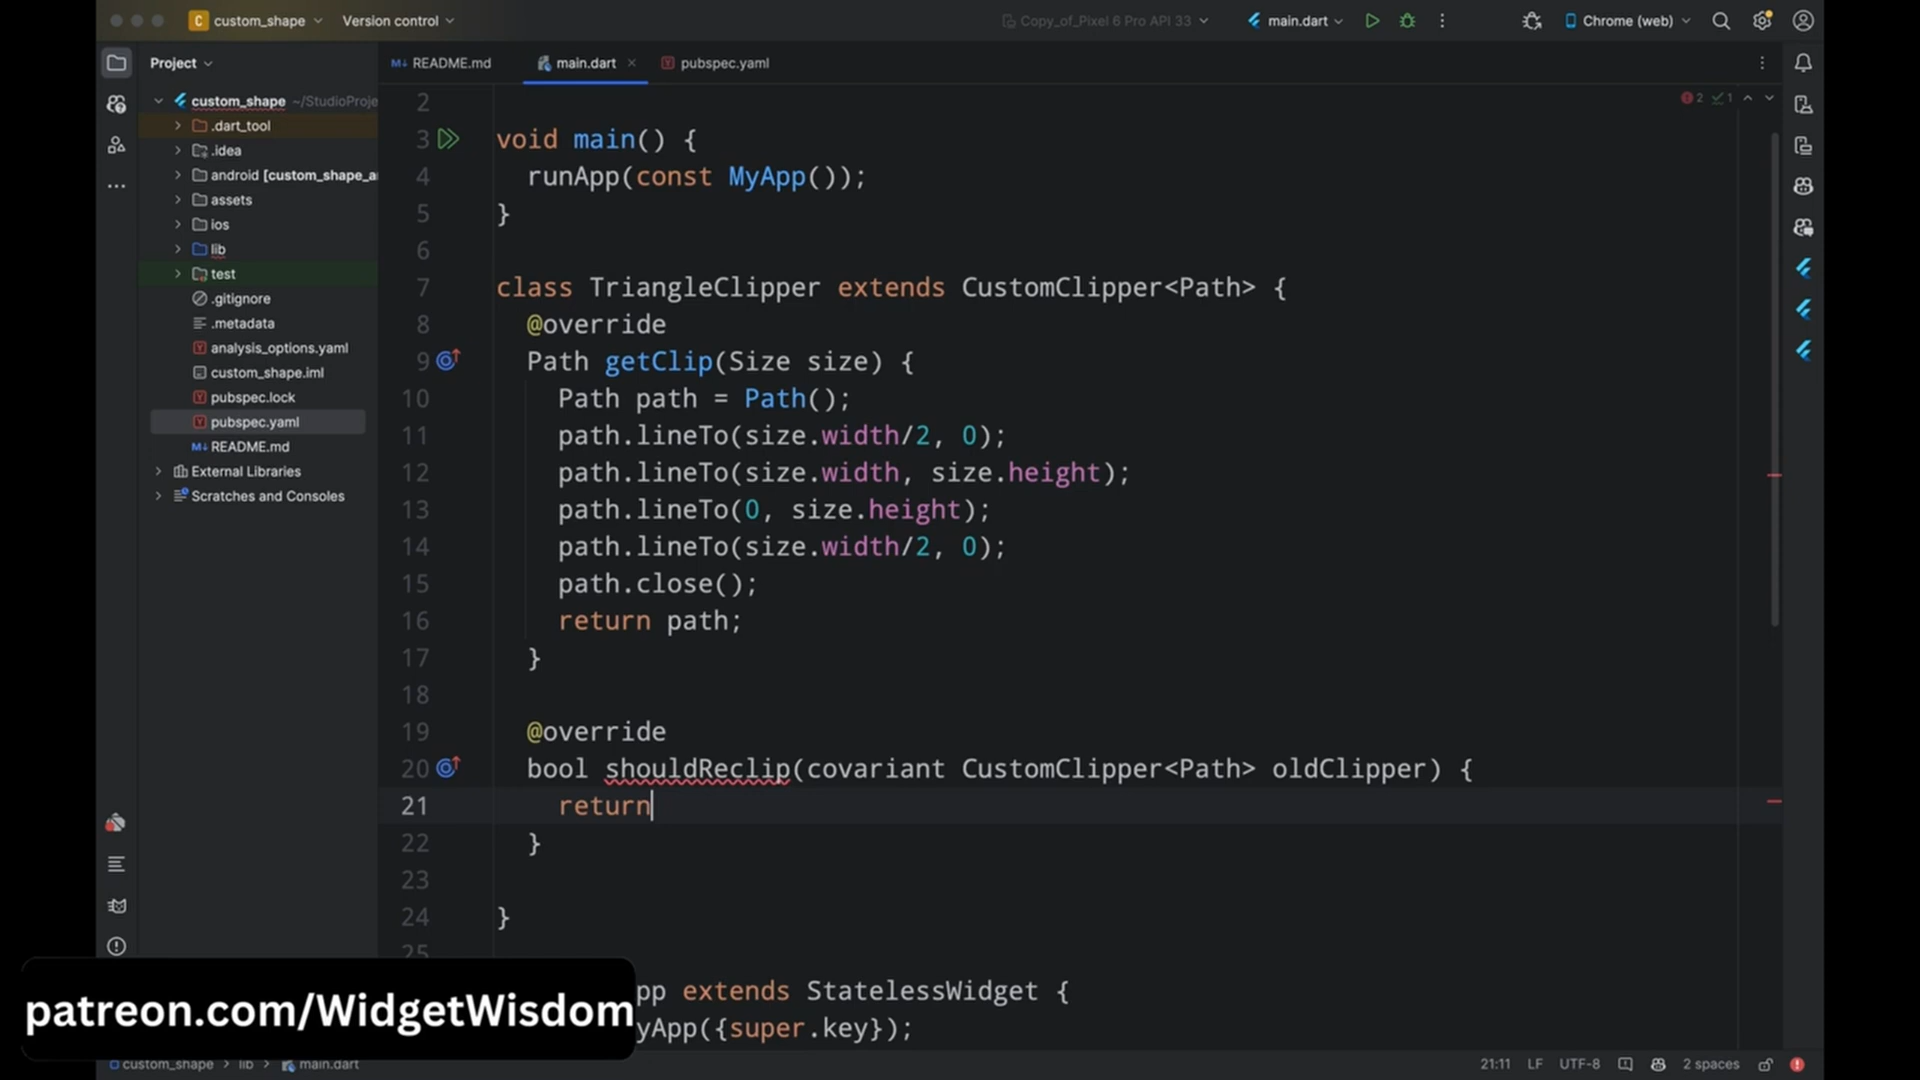 custom_shape
Version control
Copy_of_Pixel 6 Pro API 33
main.dart
Chrome (web)
Project
README.md
main.dart
pubspec.yaml
custom_shape ~/StudioProje
.dart_tool
.idea
android [custom_shape_a
assets
ios
lib
test
.gitignore
.metadata
analysis_options.yaml
custom_shape.iml
pubspec.lock
pubspec.yaml
README.md
External Libraries
Scratches and Consoles
2 1
2
3 void main() {
4 runApp(const MyApp());
5 }
6
7 class TriangleClipper extends CustomClipper<Path> {
8 @override
9 Path getClip(Size size) {
10 Path path = Path();
11 path.lineTo(size.width/2, 0);
12 path.lineTo(size.width, size.height);
13 path.lineTo(0, size.height);
14 path.lineTo(size.width/2, 0);
15 path.close();
16 return path;
17 }
18
19 @override
20 bool shouldReclip(covariant CustomClipper<Path> oldClipper) {
21 return
22 }
23
24 }
25
pp extends StatelessWidget {
yApp({super.key});
patreon.com/WidgetWisdom
custom_shape > lib > main.dart
21:11 LF UTF-8 2 spaces